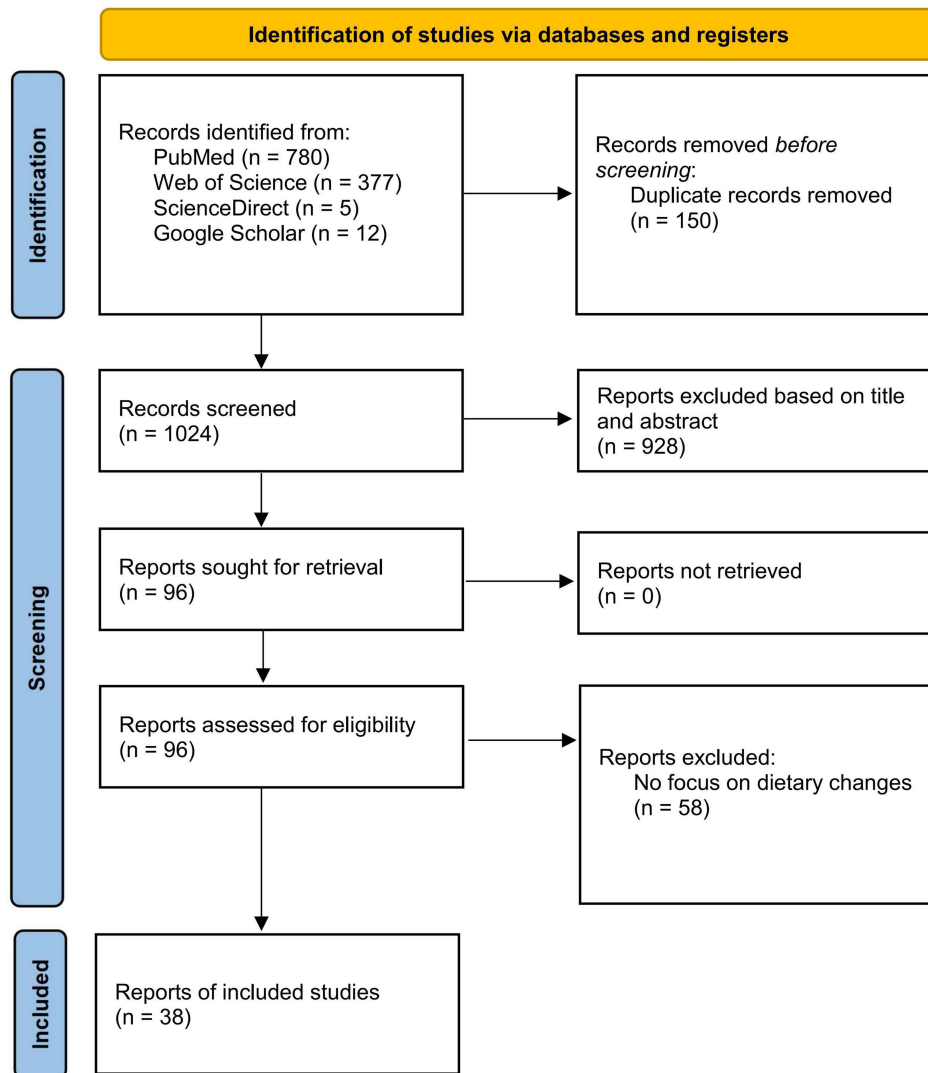 Identification of studies via databases and registers
Identification
Records identified from:
PubMed (n = 780)
Web of Science (n = 377)
ScienceDirect (n = 5)
Google Scholar (n = 12)
Records removed before
screening:
Duplicate records removed
(n = 150)
Screening
Records screened
(n = 1024)
Reports excluded based on title
and abstract
(n = 928)
Reports sought for retrieval
(n = 96)
Reports not retrieved
(n = 0)
Reports assessed for eligibility
(n = 96)
Reports excluded:
No focus on dietary changes
(n = 58)
Included
Reports of included studies
(n = 38)